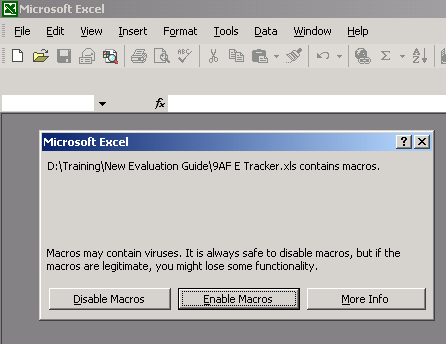 Microsoft Excel
File Edit View Insert Format Tools Data Window Help
ABC
Σ
A
Z
fx
Microsoft Excel
D:\Training\New Evaluation Guide\9AF E Tracker.xls contains macros.
Macros may contain viruses. It is always safe to disable macros, but if the
macros are legitimate, you might lose some functionality.
Disable Macros Enable Macros More Info